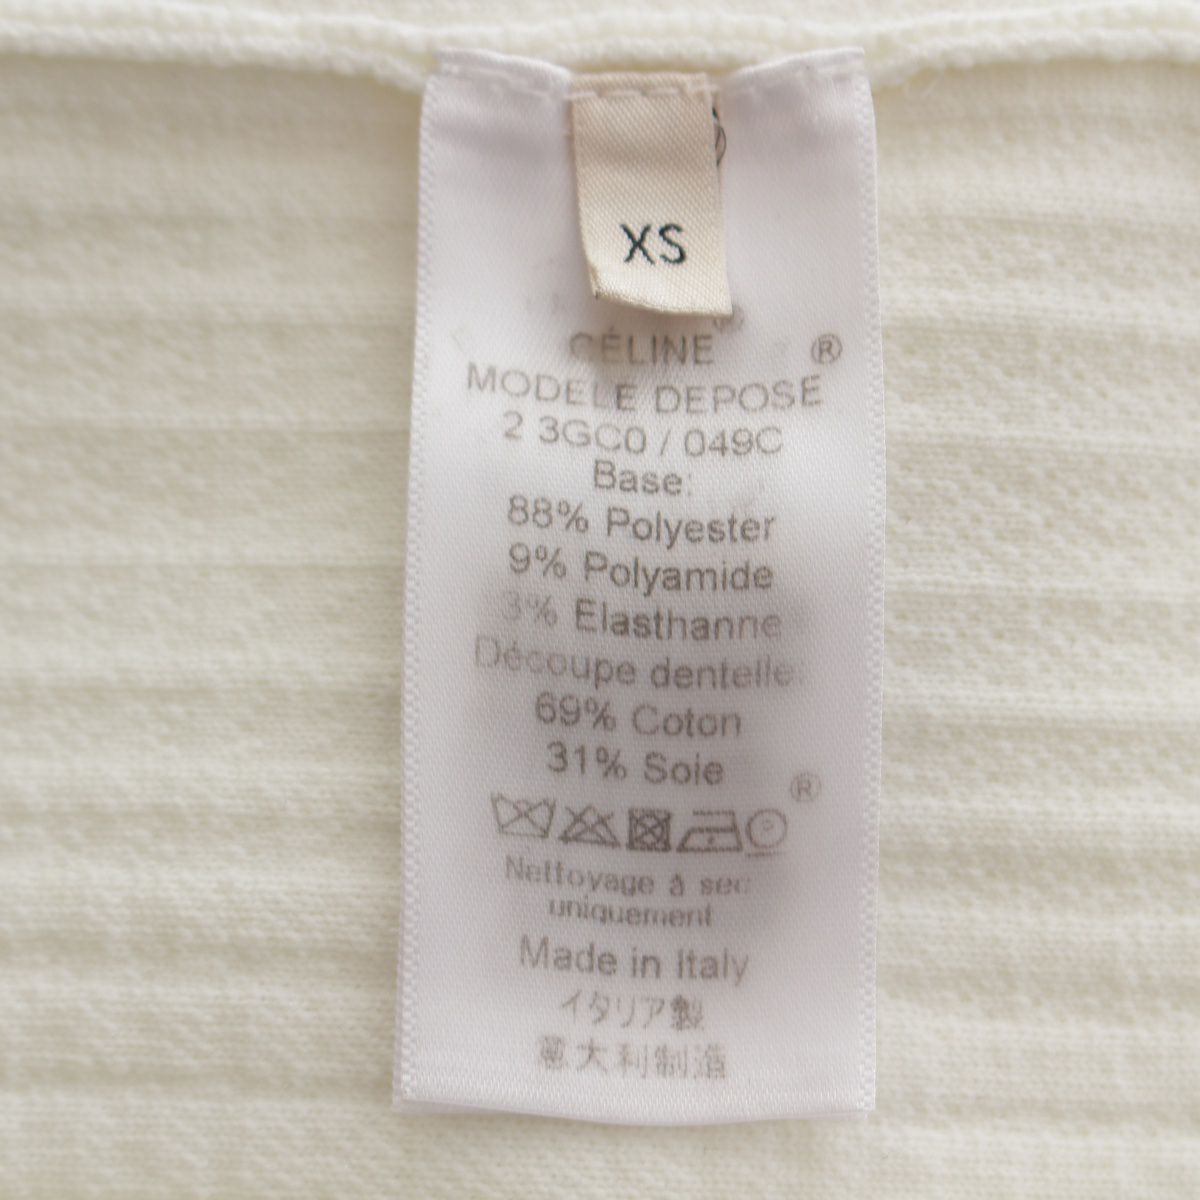 XS
CÉLINE ®
MODELE DEPOSE ®
2 3GC0 / 049C
Base:
88% Polyester
9% Polyamide
3% Elasthanne
Découpe dentelle:
69% Coton
31% Soie
®
Nettoyage à sec
uniquement
Made in Italy
イタリア製
意大利制造